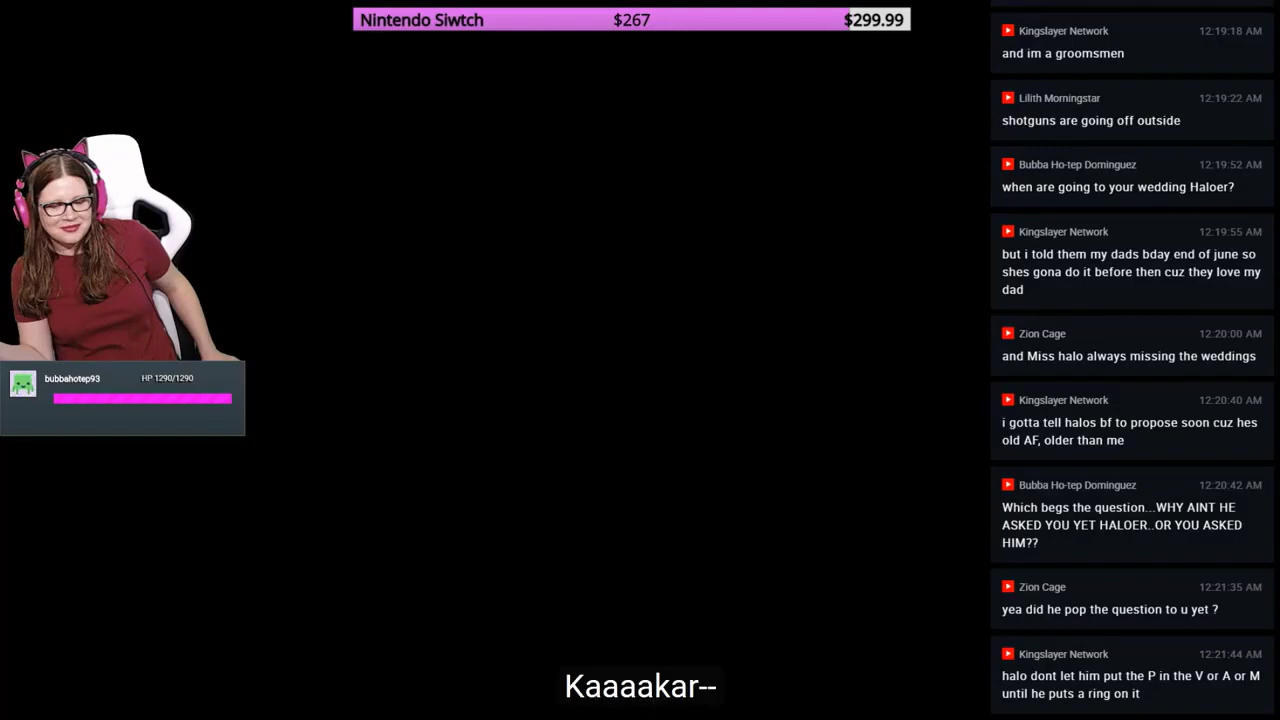 Nintendo Siwtch $267 $299.99
bubbahotep93 HP 1290/1290
Kaaaakar--
Kingslayer Network 12:19:18 AM
and im a groomsmen
Lilith Morningstar 12:19:22 AM
shotguns are going off outside
Bubba Ho-tep Dominguez 12:19:52 AM
when are going to your wedding Haloer?
Kingslayer Network 12:19:55 AM
but i told them my dads bday end of june so
shes gona do it before then cuz they love my
dad
Zion Cage 12:20:00 AM
and Miss halo always missing the weddings
Kingslayer Network 12:20:40 AM
i gotta tell halos bf to propose soon cuz hes
old AF, older than me
Bubba Ho-tep Dominguez 12:20:42 AM
Which begs the question...WHY AINT HE
ASKED YOU YET HALOER..OR YOU ASKED
HIM??
Zion Cage 12:21:35 AM
yea did he pop the question to u yet ?
Kingslayer Network 12:21:44 AM
halo dont let him put the P in the V or A or M
until he puts a ring on it